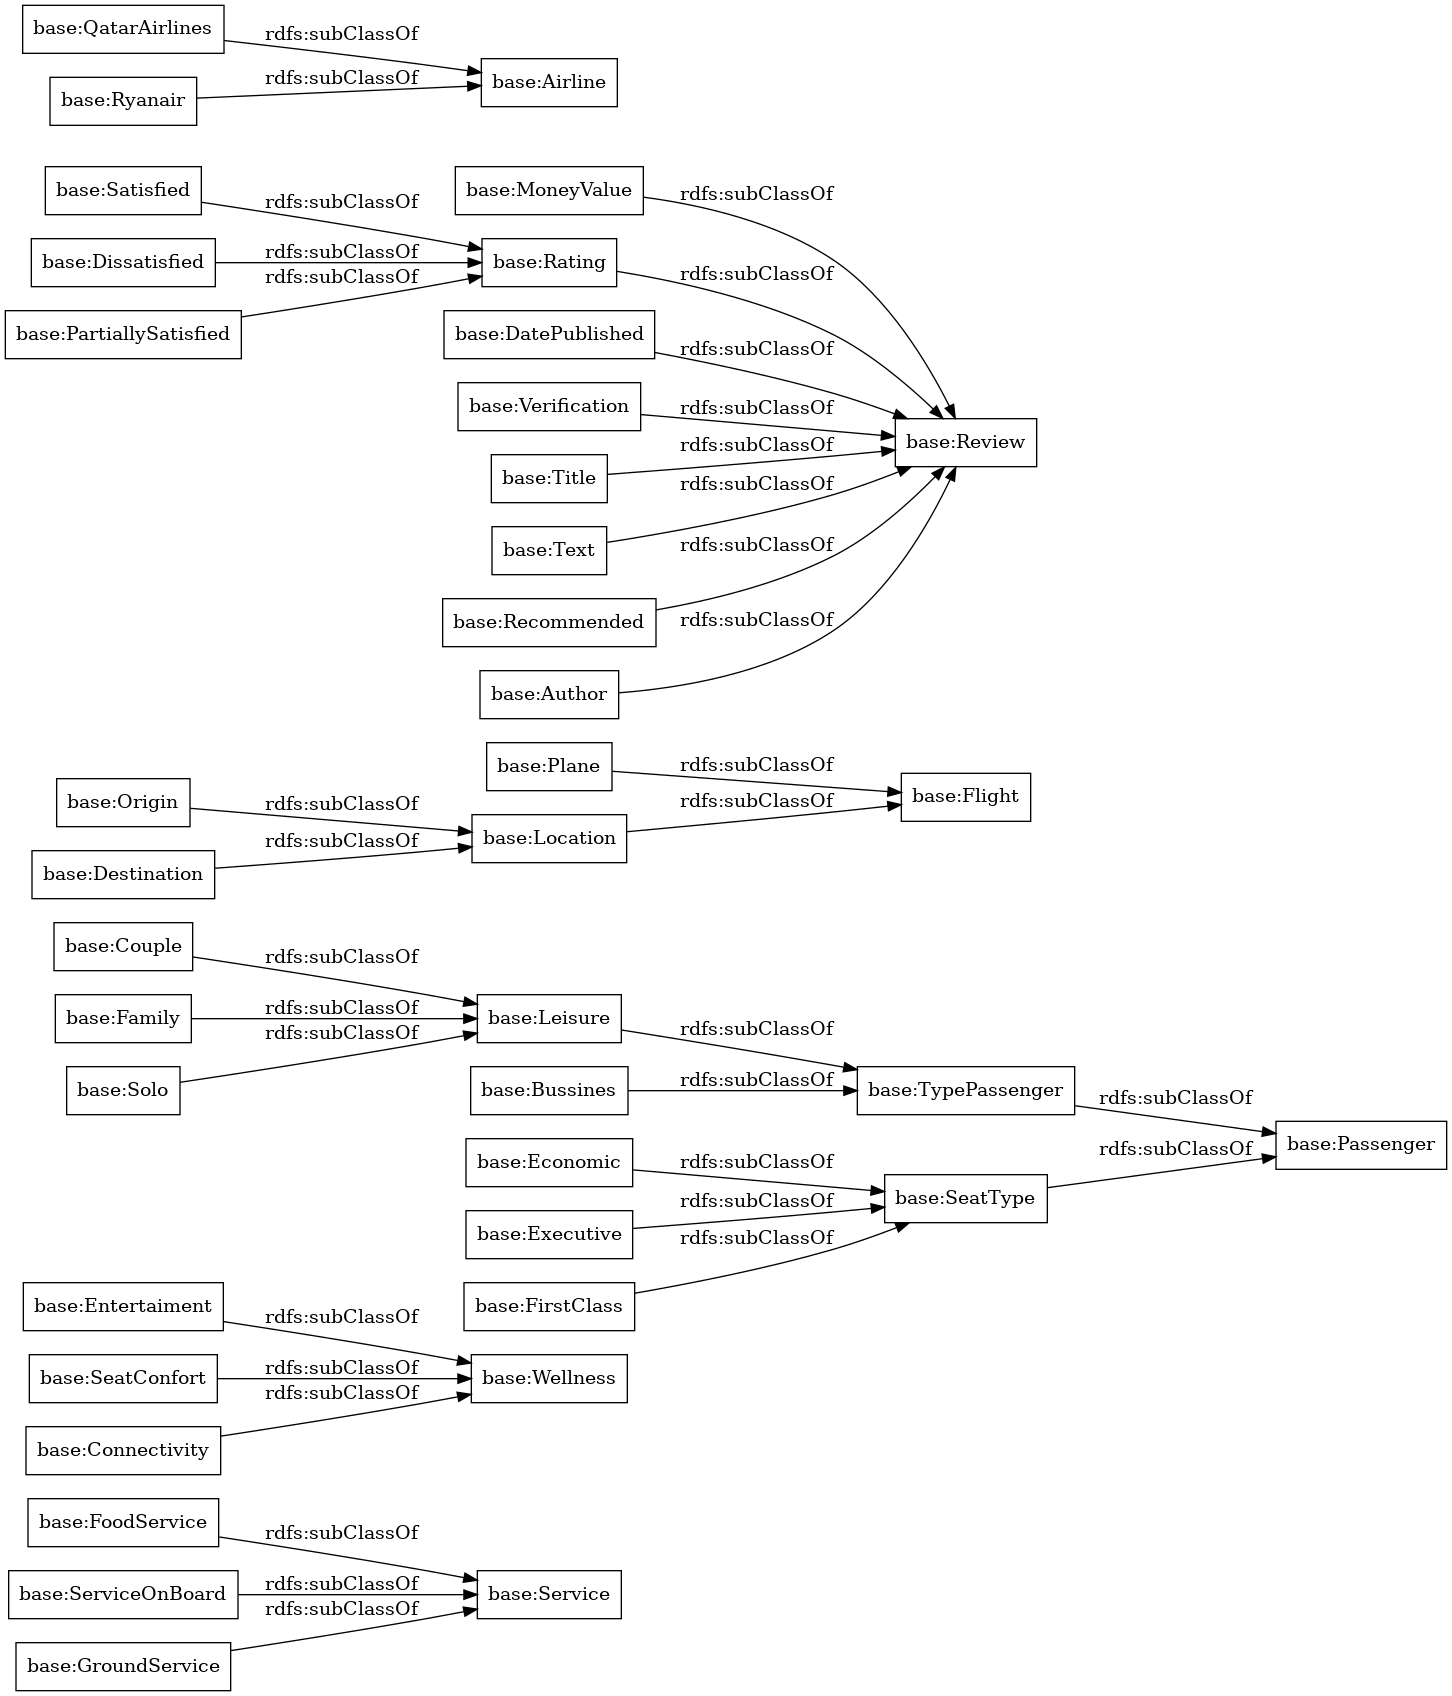 base:QatarAirlines
rdfs:subClassOf
base:Airline
rdfs:subClassOf
base:Ryanair
base:Satisfied
rdfs:subClassOf
base:MoneyValue
rdfs:subClassOf
base:Dissatisfied
rdfs:subClassOf
base:Rating
rdfs:subClassOf
rdfs:subClassOf
base:PartiallySatisfied
base:DatePublished
rdfs:subClassOf
base:Verification
rdfs:subClassOf
base:Review
base:Title
rdfs:subClassOf
base:Text
rdfs:subClassOf
base:Recommended
rdfs:subClassOf
base:Author
rdfs:subClassOf
base:Plane
rdfs:subClassOf
base:Flight
base:Origin
rdfs:subClassOf
base:Location
rdfs:subClassOf
base:Destination
rdfs:subClassOf
base:Couple
rdfs:subClassOf
base:Family
rdfs:subClassOf
base:Leisure
rdfs:subClassOf
base:Solo
rdfs:subClassOf
base:Bussines
rdfs:subClassOf
base:TypePassenger
rdfs:subClassOf
base:Passenger
base:Economic
rdfs:subClassOf
base:SeatType
rdfs:subClassOf
base:Executive
rdfs:subClassOf
base:FirstClass
rdfs:subClassOf
base:Entertaiment
rdfs:subClassOf
base:SeatConfort
rdfs:subClassOf
base:Wellness
base:Connectivity
rdfs:subClassOf
base:FoodService
rdfs:subClassOf
base:ServiceOnBoard
rdfs:subClassOf
base:Service
base:GroundService
rdfs:subClassOf